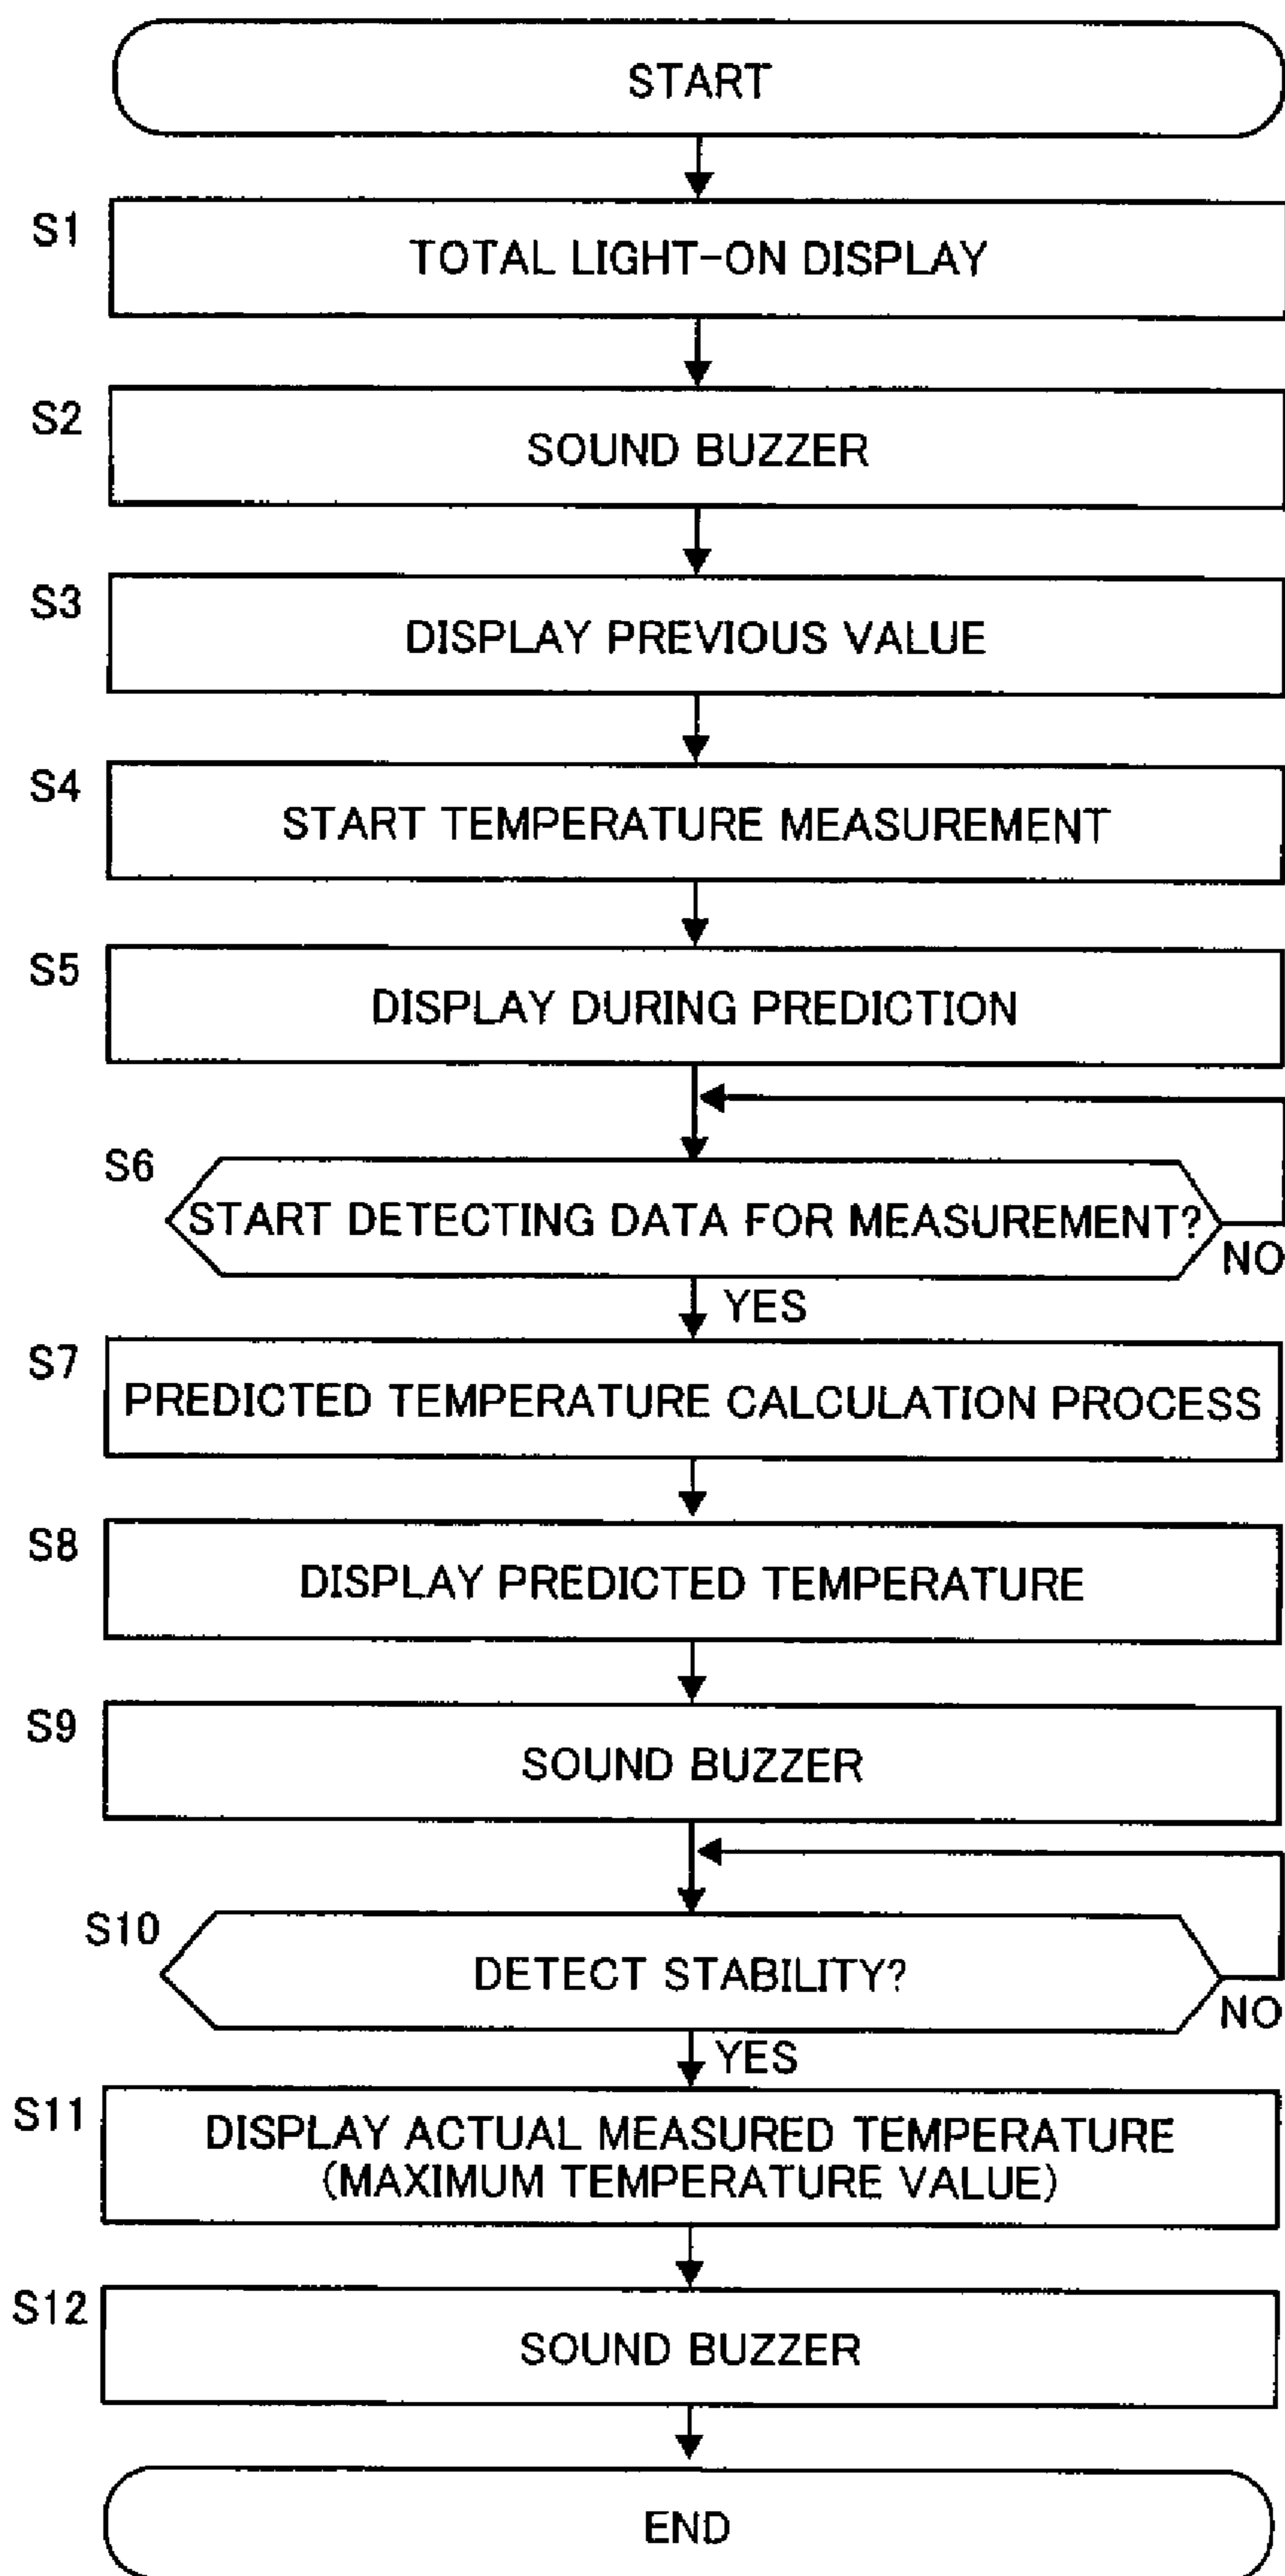 START
S1
TOTAL LIGHT-ON DISPLAY
S2
SOUND BUZZER
S3
DISPLAY PREVIOUS VALUE
S4
START TEMPERATURE MEASUREMENT
S5
DISPLAY DURING PREDICTION
S6
START DETECTING DATA FOR MEASUREMENT?
NO
YES
S7
PREDICTED TEMPERATURE CALCULATION PROCESS
S8
DISPLAY PREDICTED TEMPERATURE
S9
SOUND BUZZER
S10
DETECT STABILITY?
NO
YES
S11
DISPLAY ACTUAL MEASURED TEMPERATURE
(MAXIMUM TEMPERATURE VALUE)
S12
SOUND BUZZER
END